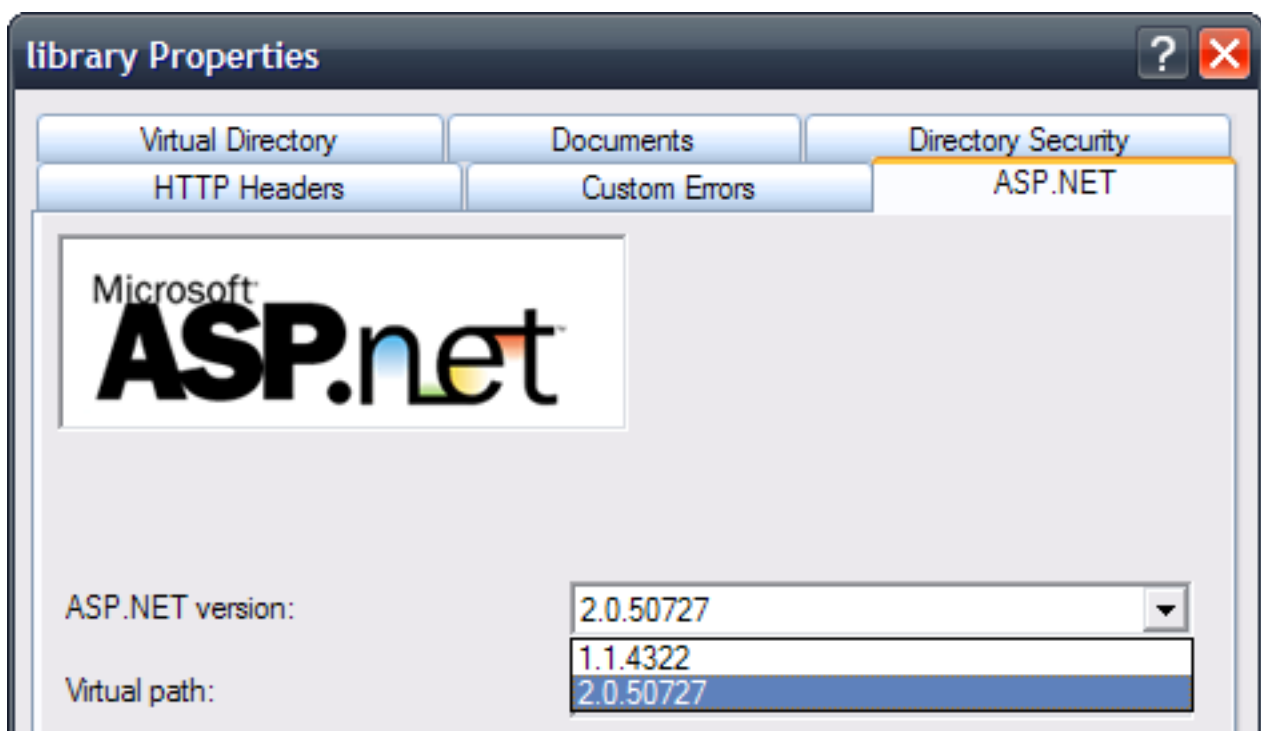 library Properties ?
Virtual Directory Documents Directory Security
HTTP Headers Custom Errors ASP.NET
Microsoft
ASP.net™
ASP.NET version: 2.0.50727
1.1.4322
Virtual path: 2.0.50727